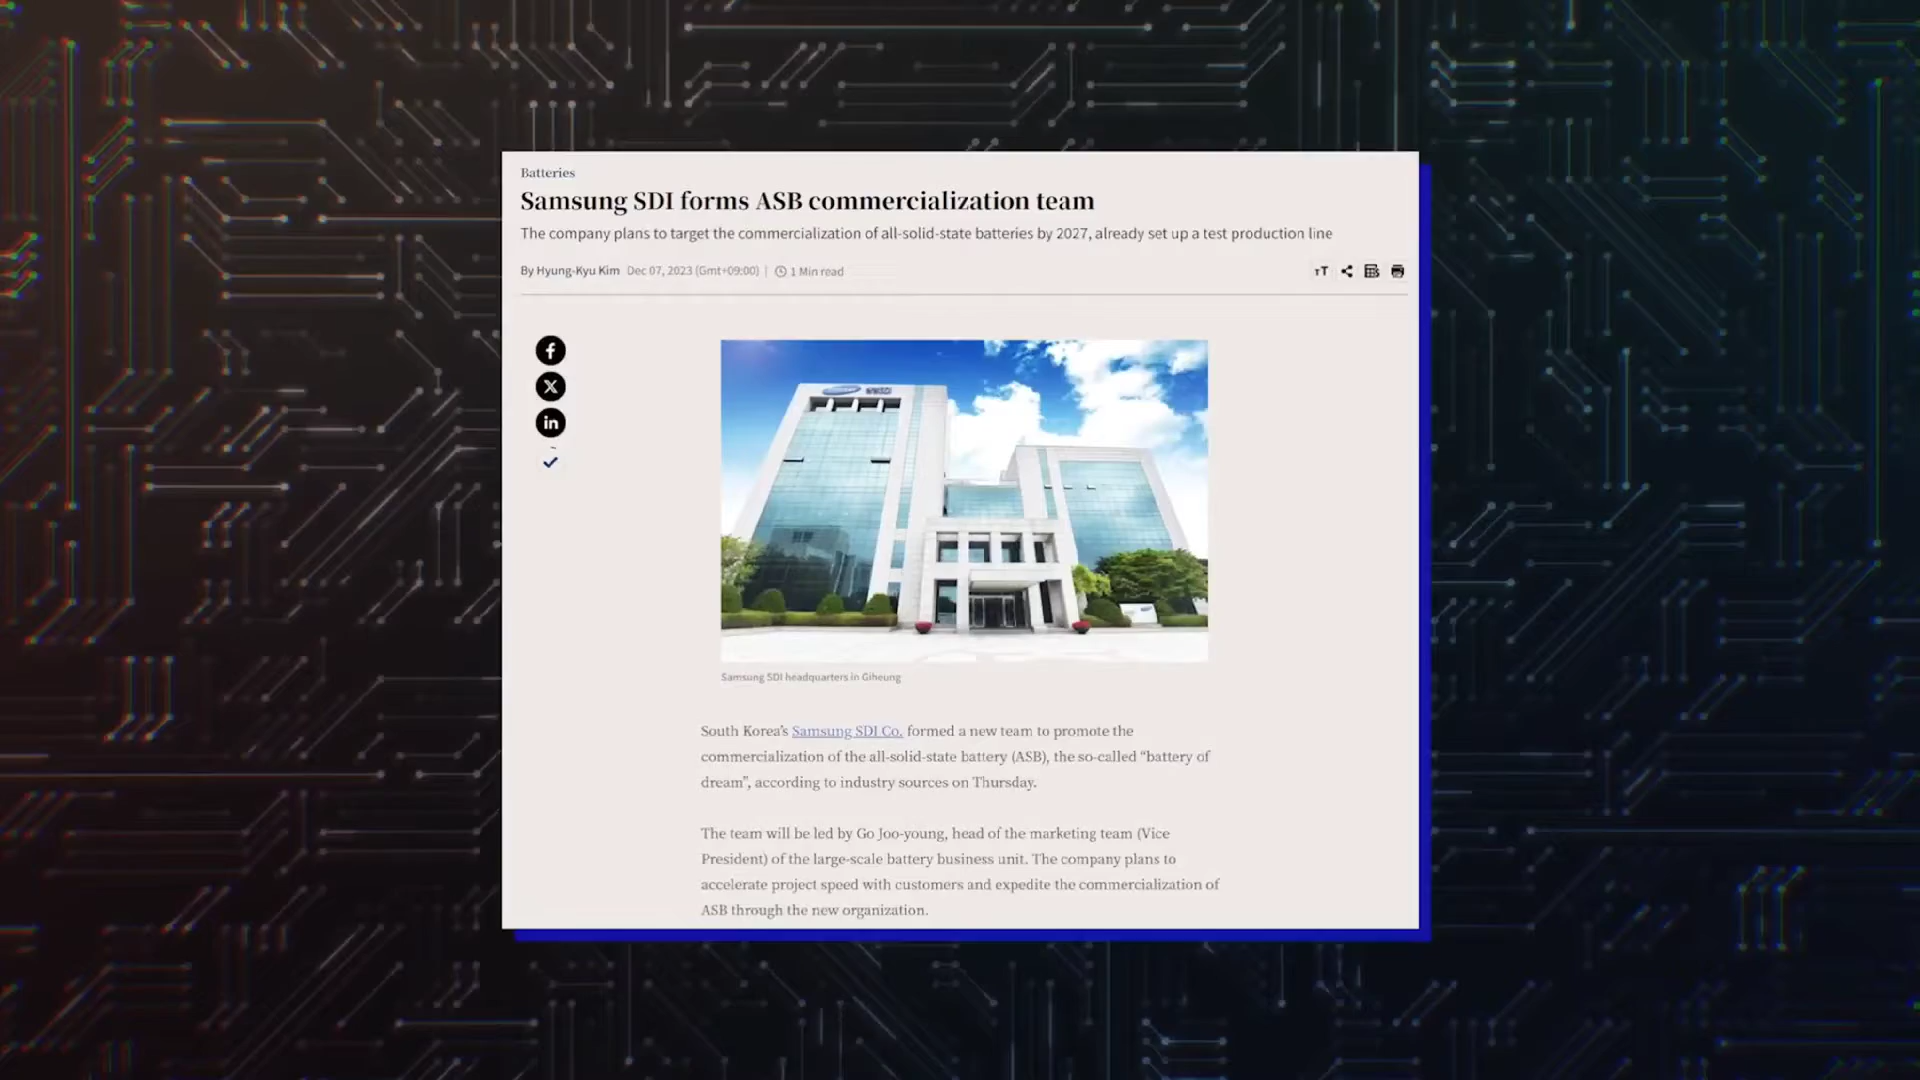 Batteries
Samsung SDI forms ASB commercialization team
The company plans to target the commercialization of all-solid-state batteries by 2027, already set up a test production line
By Hyung-Kyu Kim Dec 07, 2023 (Gmt+09:00) | 1 Min read
TT
Samsung SDI headquarters in Giheung
South Korea's Samsung SDI Co. formed a new team to promote the
commercialization of the all-solid-state battery (ASB), the so-called “battery of
dream”, according to industry sources on Thursday.
The team will be led by Go Joo-young, head of the marketing team (Vice
President) of the large-scale battery business unit. The company plans to
accelerate project speed with customers and expedite the commercialization of
ASB through the new organization.